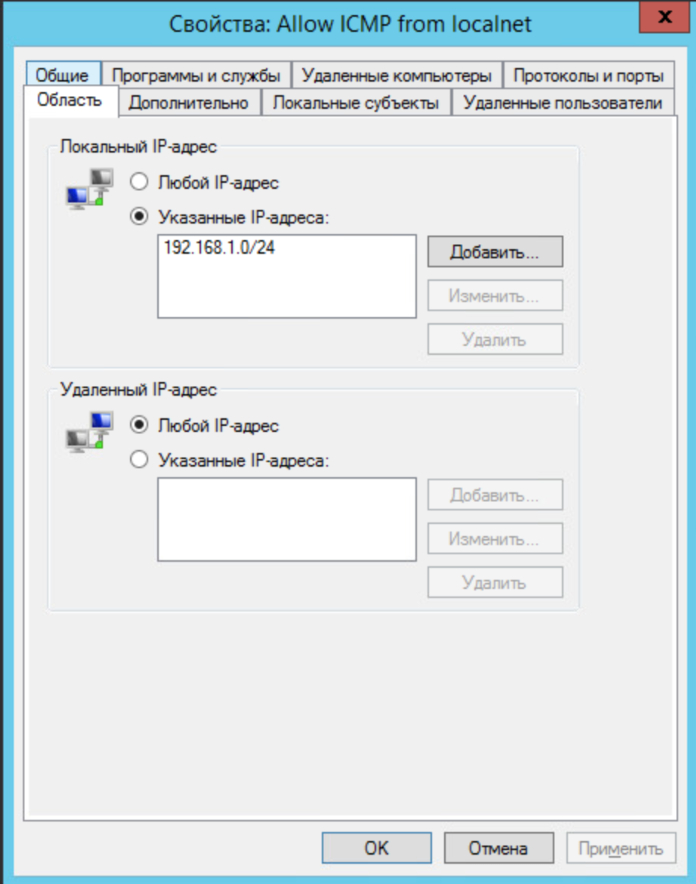 Свойства: Allow ICMP from localnet
x
Общие Программы и службы Удаленные компьютеры Протоколы и порты
Область Дополнительно Локальные субъекты Удаленные пользователи
Локальный IP-адрес
Любой IP-адрес
Указанные IP-адреса:
192.168.1.0/24
Добавить...
Изменить...
Удалить
Удаленный IP-адрес
Любой IP-адрес
Указанные IP-адреса:
Добавить...
Изменить...
Удалить
OK Отмена Применить